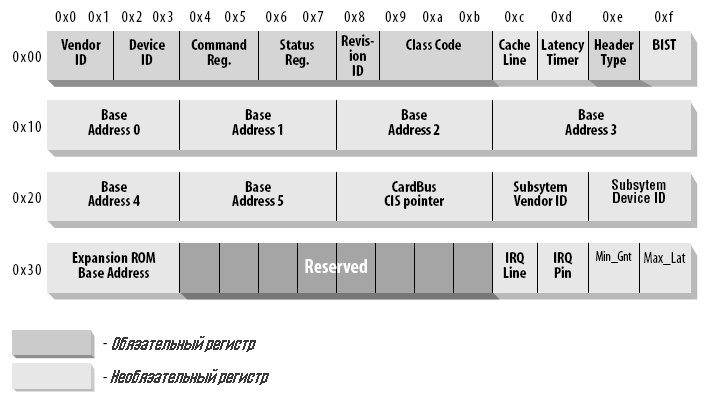 0x0 0x1 0x2 0x3 0x4 0x5 0x6 0x7 0x8 0x9 0xa 0xb 0xc 0xd 0xe 0xf
0x00
Vendor ID
Device ID
Command Reg.
Status Reg.
Revis-
ion
ID
Class Code
Cache Line
Latency Timer
Header Type
BIST
0x10
Base Address 0
Base Address 1
Base Address 2
Base Address 3
0x20
Base Address 4
Base Address 5
CardBus CIS pointer
Subsytem Vendor ID
Subsytem Device ID
0x30
Expansion ROM Base Address
Reserved
IRQ Line
IRQ Pin
Min_Gnt
Max_Lat
- Обязательный регистр
- Необязательный регистр